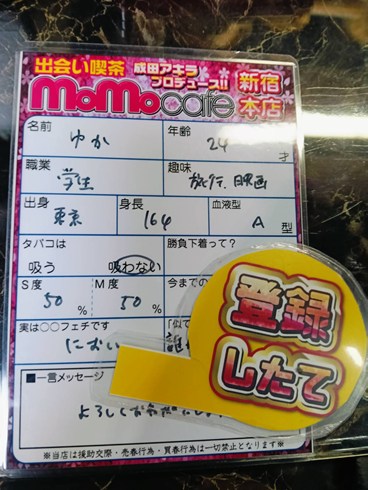 出会い喫茶 成田アキラ
プロデュース!!
MoMocafe 新宿
本店
名前 ゆか 年齢 24 才
職業 学生 趣味 旅行、映画
出身 東京 身長 164 血液型 A 型
タバコは 吸う 吸わない 勝負下着って?
S度 50 % M度 50 % 今までの
実は○○フェチです におい 「似て
■一言メッセージ
よろしくおねがいします
※当店は援助交際・売春行為・買春行為は一切禁止となります※
登録
したて